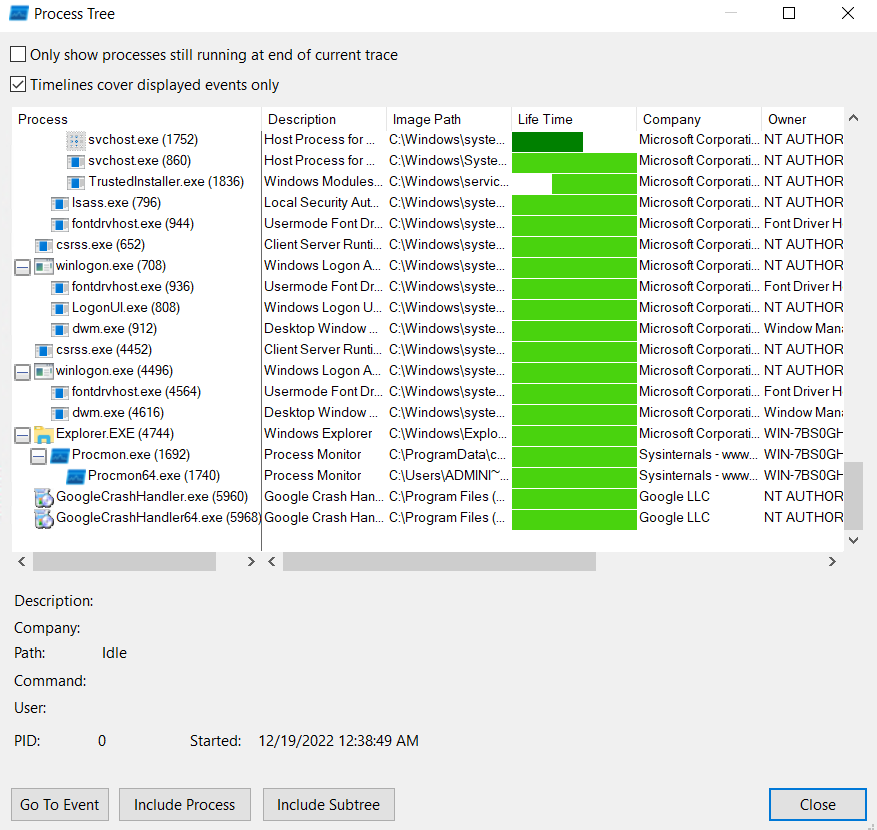 Process Tree
Only show processes still running at end of current trace
Timelines cover displayed events only
Process Description Image Path Life Time Company Owner
svchost.exe (1752) Host Process for ... C:\Windows\syste... Microsoft Corporati... NT AUTHOR
svchost.exe (860) Host Process for ... C:\Windows\Syste... Microsoft Corporati... NT AUTHOR
TrustedInstaller.exe (1836) Windows Modules... C:\Windows\servic... Microsoft Corporati... NT AUTHOR
lsass.exe (796) Local Security Aut... C:\Windows\syste... Microsoft Corporati... NT AUTHOR
fontdrvhost.exe (944) Usermode Font Dr... C:\Windows\syste... Microsoft Corporati... Font Driver H
csrss.exe (652) Client Server Runti... C:\Windows\syste... Microsoft Corporati... NT AUTHOR
winlogon.exe (708) Windows Logon A... C:\Windows\syste... Microsoft Corporati... NT AUTHOR
fontdrvhost.exe (936) Usermode Font Dr... C:\Windows\syste... Microsoft Corporati... Font Driver H
LogonUI.exe (808) Windows Logon U... C:\Windows\syste... Microsoft Corporati... NT AUTHOR
dwm.exe (912) Desktop Window ... C:\Windows\syste... Microsoft Corporati... Window Mana
csrss.exe (4452) Client Server Runti... C:\Windows\syste... Microsoft Corporati... NT AUTHOR
winlogon.exe (4496) Windows Logon A... C:\Windows\syste... Microsoft Corporati... NT AUTHOR
fontdrvhost.exe (4564) Usermode Font Dr... C:\Windows\syste... Microsoft Corporati... Font Driver H
dwm.exe (4616) Desktop Window ... C:\Windows\syste... Microsoft Corporati... Window Mana
Explorer.EXE (4744) Windows Explorer C:\Windows\Explo... Microsoft Corporati... WIN-7BS0GH
Procmon.exe (1692) Process Monitor C:\ProgramData\c... Sysinternals - www... WIN-7BS0GH
Procmon64.exe (1740) Process Monitor C:\Users\ADMINI~... Sysinternals - www... WIN-7BS0GH
GoogleCrashHandler.exe (5960) Google Crash Han... C:\Program Files (... Google LLC NT AUTHOR
GoogleCrashHandler64.exe (5968) Google Crash Han... C:\Program Files (... Google LLC NT AUTHOR
Description:
Company:
Path: Idle
Command:
User:
PID: 0 Started: 12/19/2022 12:38:49 AM
Go To Event Include Process Include Subtree Close